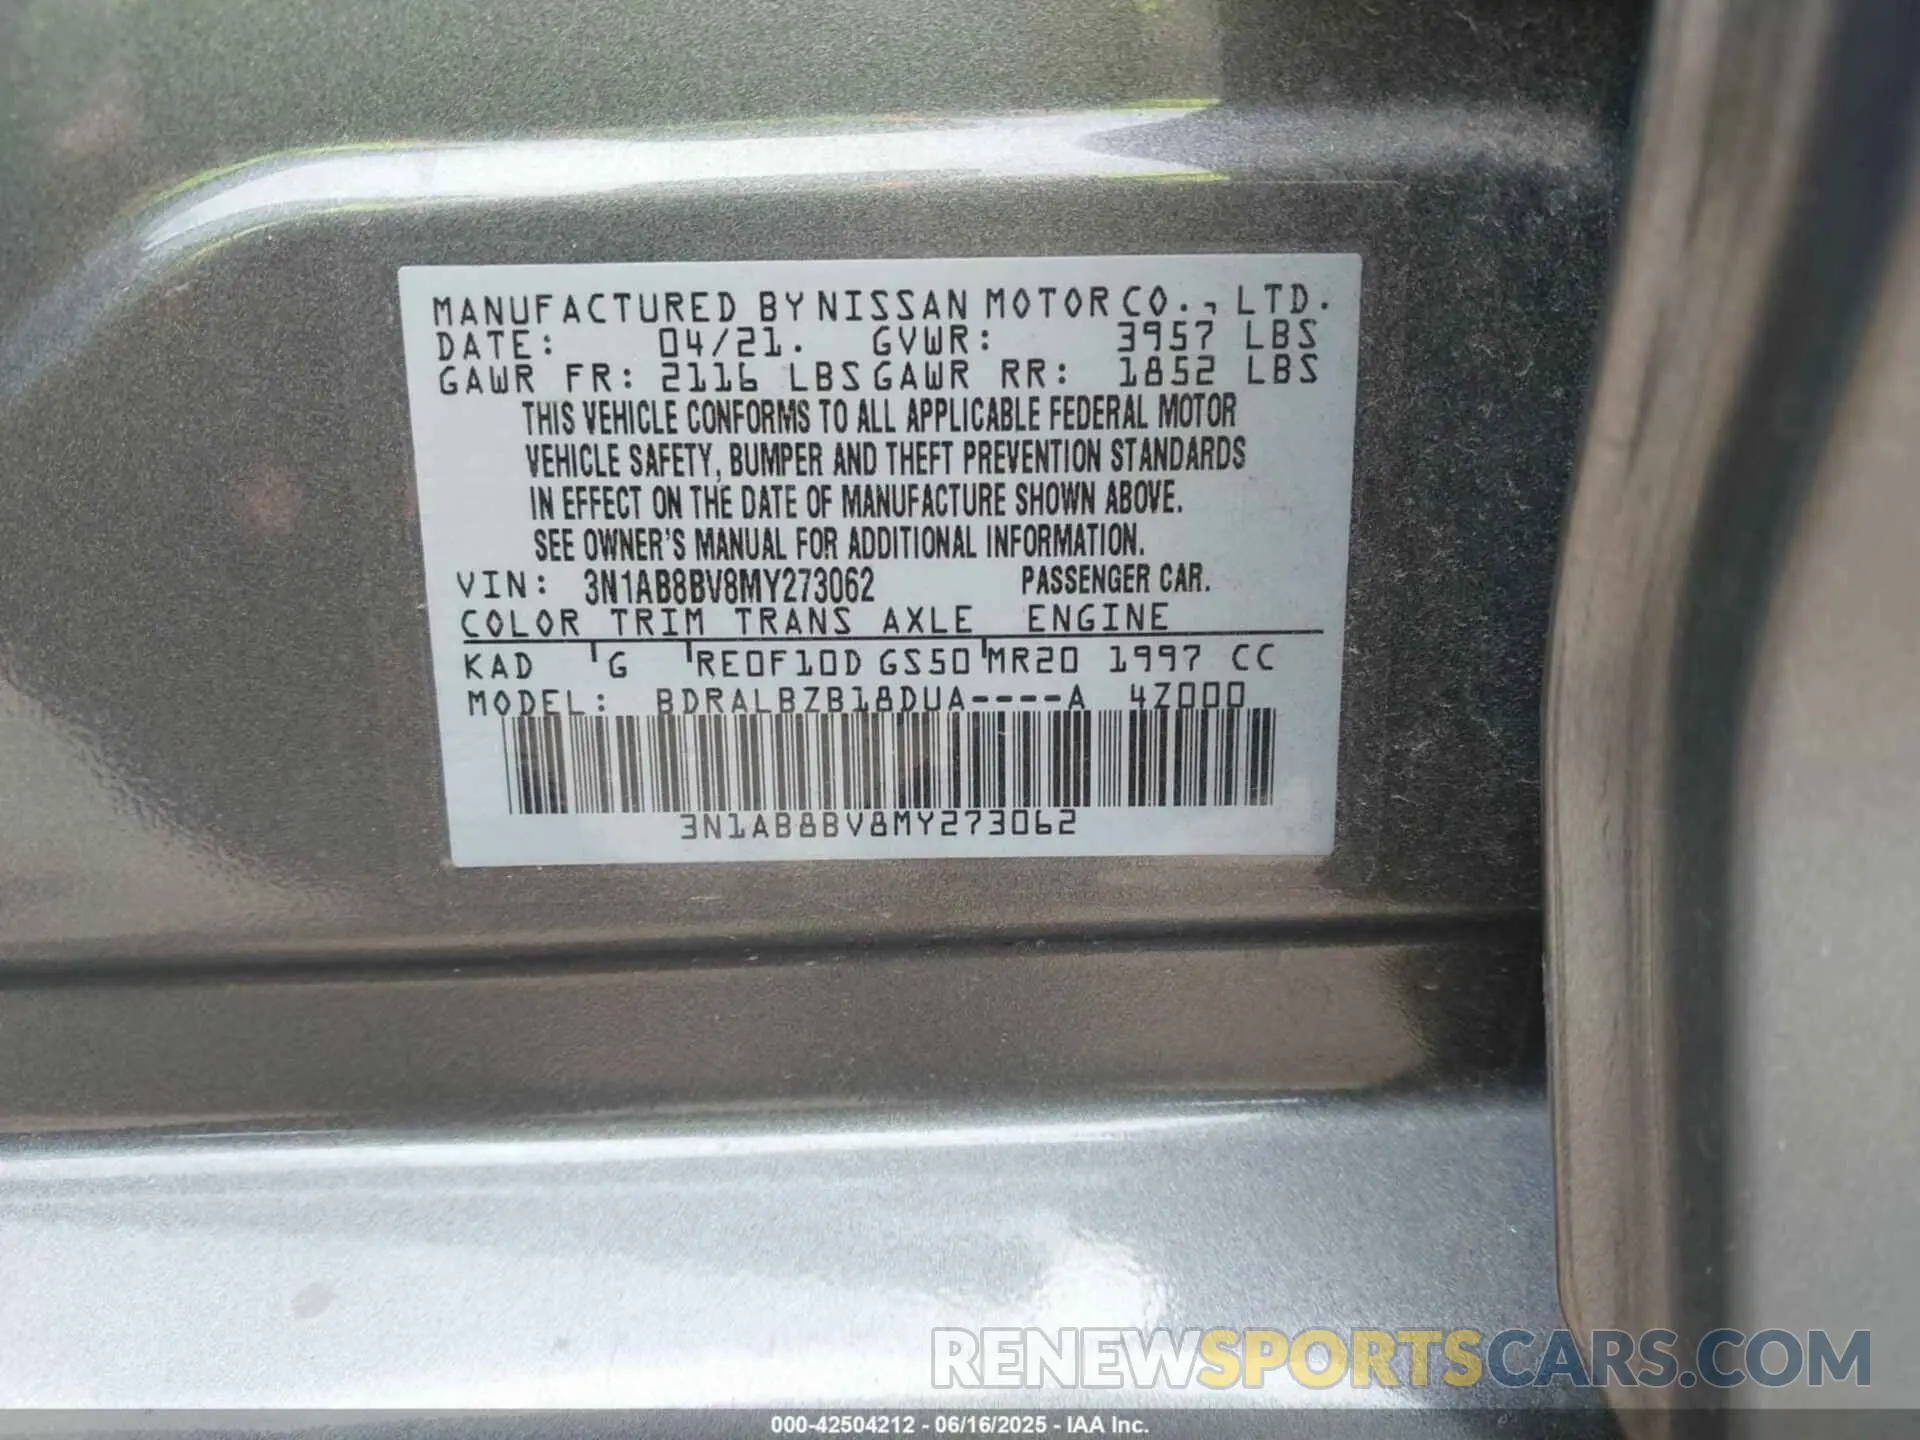 MANUFACTURED BY NISSAN MOTOR CO., LTD.
DATE: 04/21. GVWR: 3957 LBS
GAWR FR: 2116 LBS GAWR RR: 1852 LBS
THIS VEHICLE CONFORMS TO ALL APPLICABLE FEDERAL MOTOR
VEHICLE SAFETY, BUMPER AND THEFT PREVENTION STANDARDS
IN EFFECT ON THE DATE OF MANUFACTURE SHOWN ABOVE.
SEE OWNER'S MANUAL FOR ADDITIONAL INFORMATION.
VIN: 3N1AB8BV8MY273062 PASSENGER CAR.
COLOR TRIM TRANS AXLE ENGINE
KAD G RE0F10D GS50 MR20 1997 CC
MODEL: BDRALBZB18DUA----A 4Z000
3N1AB8BV8MY273062
RENEWSPORTSCARS.COM
000-42504212 - 06/16/2025 - IAA Inc.